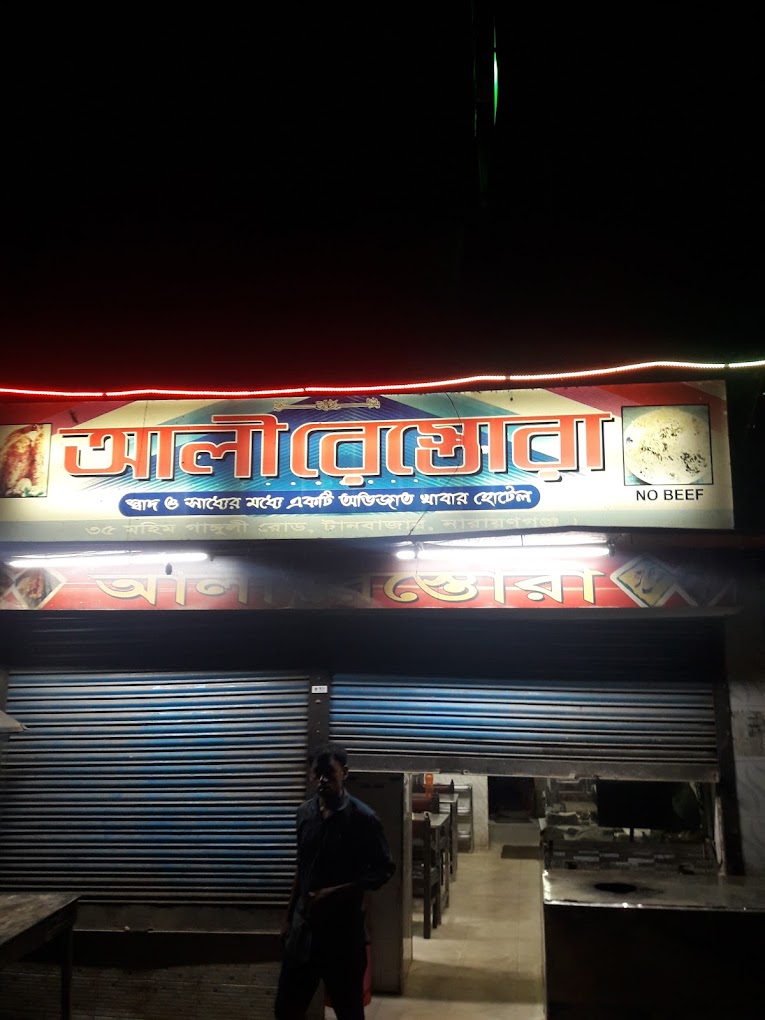 আলী রেস্তোরা
স্বাদ ও সাধ্যের মধ্যে একটি অভিজাত খাবার হোটেল
NO BEEF
৩৫ মহিম গাঙ্গুলী রোড, টানবাজার, নারায়ণগঞ্জ
আলী রেস্তোরা